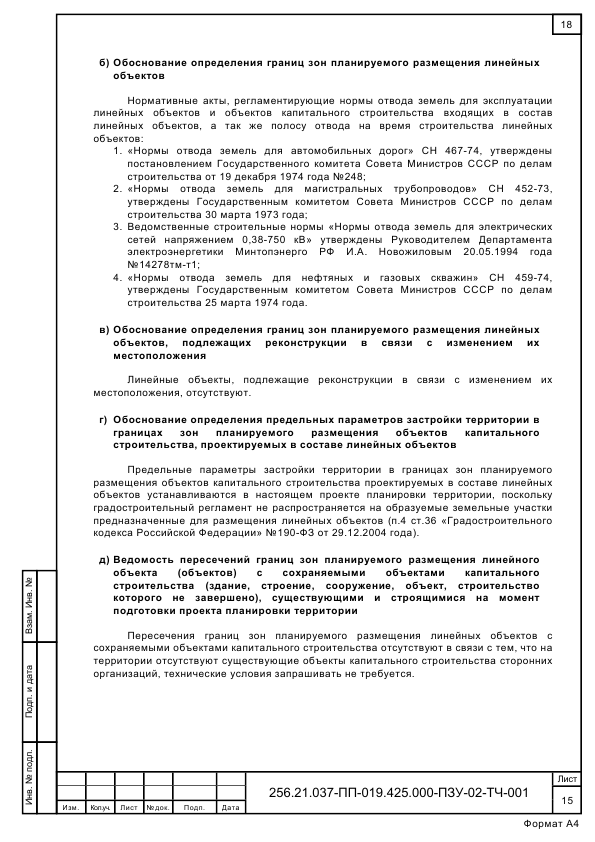 18
б) Обоснование определения границ зон планируемого размещения линейных
объектов
Нормативные акты, регламентирующие нормы отвода земель для эксплуатации
линейных объектов и объектов капитального строительства входящих в состав
линейных объектов, а так же полосу отвода на время строительства линейных
объектов:
1. «Нормы отвода земель для автомобильных дорог» СН 467-74, утверждены
постановлением Государственного комитета Совета Министров СССР по делам
строительства от 19 декабря 1974 года №248;
2. «Нормы отвода земель для магистральных трубопроводов» СН 452-73,
утверждены Государственным комитетом Совета Министров СССР по делам
строительства 30 марта 1973 года;
3. Ведомственные строительные нормы «Нормы отвода земель для электрических
сетей напряжением 0,38-750 кВ» утверждены Руководителем Департамента
электроэнергетики Минтопэнерго РФ И.А. Новожиловым 20.05.1994 года
№14278тм-т1;
4. «Нормы отвода земель для нефтяных и газовых скважин» СН 459-74,
утверждены Государственным комитетом Совета Министров СССР по делам
строительства 25 марта 1974 года.
в) Обоснование определения границ зон планируемого размещения линейных
объектов, подлежащих реконструкции в связи с изменением их
местоположения
Линейные объекты, подлежащие реконструкции в связи с изменением их
местоположения, отсутствуют.
г) Обоснование определения предельных параметров застройки территории в
границах зон планируемого размещения объектов капитального
строительства, проектируемых в составе линейных объектов
Предельные параметры застройки территории в границах зон планируемого
размещения объектов капитального строительства проектируемых в составе линейных
объектов устанавливаются в настоящем проекте планировки территории, поскольку
градостроительный регламент не распространяется на образуемые земельные участки
предназначенные для размещения линейных объектов (п.4 ст.36 «Градостроительного
кодекса Российской Федерации» №190-ФЗ от 29.12.2004 года).
д) Ведомость пересечений границ зон планируемого размещения линейного
объекта (объектов) с сохраняемыми объектами капитального
строительства (здание, строение, сооружение, объект, строительство
которого не завершено), существующими и строящимися на момент
подготовки проекта планировки территории
Пересечения границ зон планируемого размещения линейных объектов с
сохраняемыми объектами капитального строительства отсутствуют в связи с тем, что на
территории отсутствуют существующие объекты капитального строительства сторонних
организаций, технические условия запрашивать не требуется.
Взам. Инв. №
Подп. и дата
Инв. № подл.
Изм. Колуч. Лист №док. Подп. Дата
256.21.037-ПП-019.425.000-ПЗУ-02-ТЧ-001
Лист
15
Формат А4